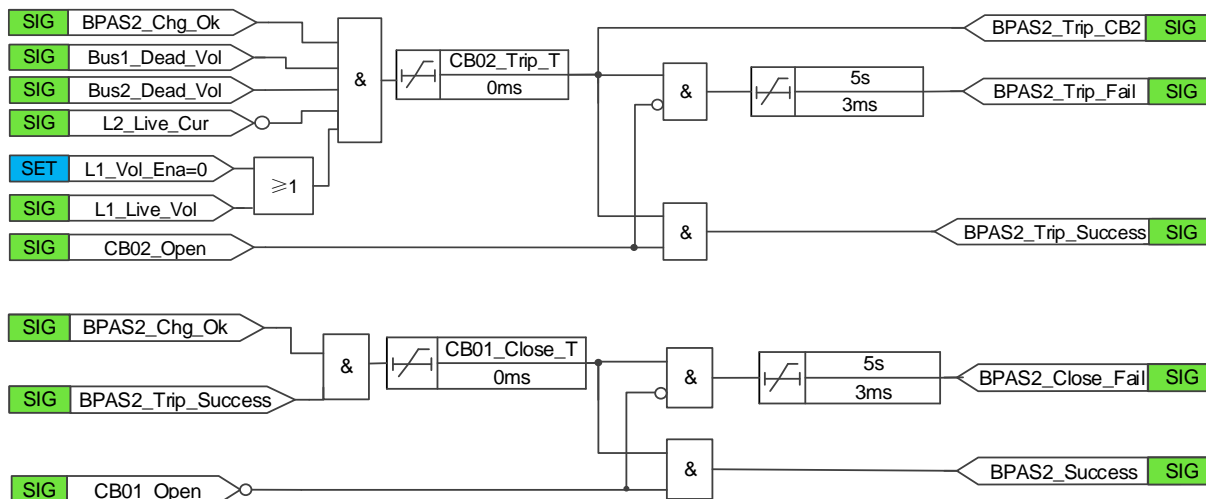 SIG BPAS2_Chg_Ok
SIG Bus1_Dead_Vol
SIG Bus2_Dead_Vol
SIG L2_Live_Cur
SET L1_Vol_Ena=0
SIG L1_Live_Vol
SIG CB02_Open
≥1
&
CB02_Trip_T
0ms
&
5s
3ms
&
BPAS2_Trip_CB2 SIG
BPAS2_Trip_Fail SIG
BPAS2_Trip_Success SIG
SIG BPAS2_Chg_Ok
SIG BPAS2_Trip_Success
SIG CB01_Open
&
CB01_Close_T
0ms
&
5s
3ms
&
BPAS2_Close_Fail SIG
BPAS2_Success SIG